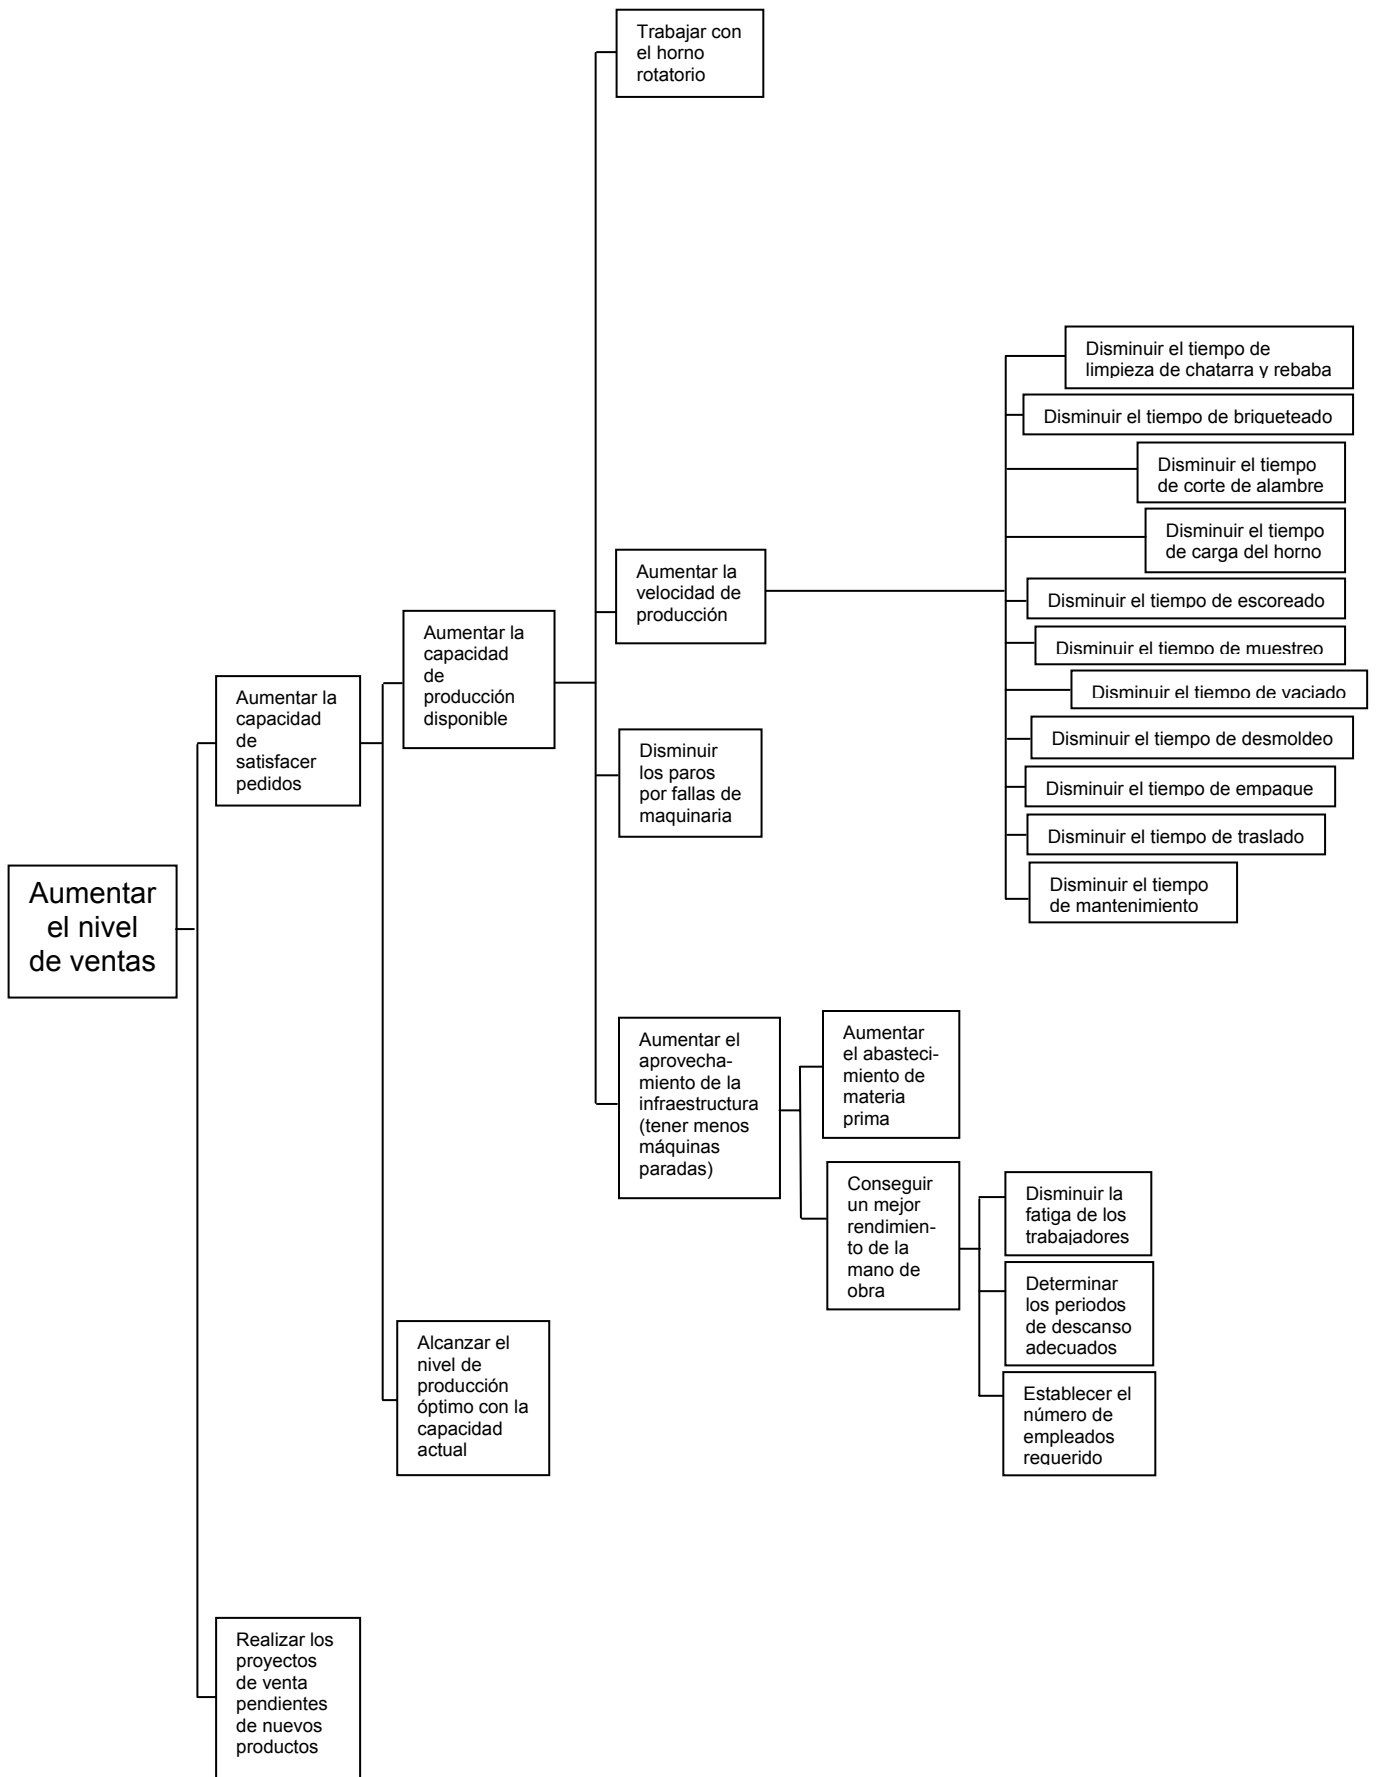 Trabajar con
el horno
rotatorio
Disminuir el tiempo de
limpieza de chatarra y rebaba
Disminuir el tiempo de briqueteado
Disminuir el tiempo
de corte de alambre
Disminuir el tiempo
de carga del horno
Disminuir el tiempo de escoreado
Disminuir el tiempo de muestreo
Disminuir el tiempo de vaciado
Disminuir el tiempo de desmoldeo
Disminuir el tiempo de empaque
Disminuir el tiempo de traslado
Disminuir el tiempo
de mantenimiento
Aumentar la
velocidad de
producción
Aumentar la
capacidad
de
producción
disponible
Aumentar la
capacidad
de
satisfacer
pedidos
Disminuir
los paros
por fallas de
maquinaria
Aumentar
el nivel
de ventas
Aumentar el
aprovecha-
miento de la
infraestructura
(tener menos
máquinas
paradas)
Aumentar
el abasteci-
miento de
materia
prima
Conseguir
un mejor
rendimien-
to de la
mano de
obra
Disminuir la
fatiga de los
trabajadores
Determinar
los periodos
de descanso
adecuados
Establecer el
número de
empleados
requerido
Alcanzar el
nivel de
producción
óptimo con la
capacidad
actual
Realizar los
proyectos
de venta
pendientes
de nuevos
productos